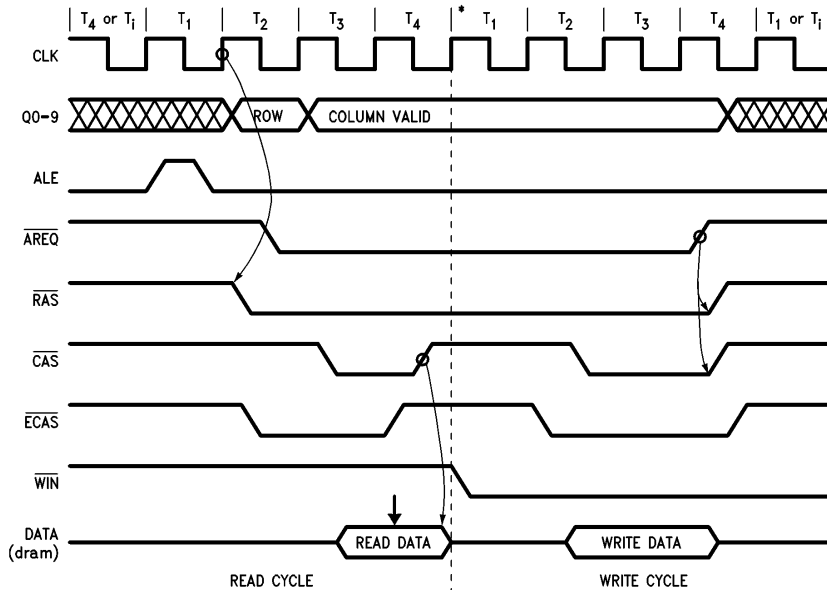 T4 or Ti | T1 | T2 | T3 | T4 | * T1 | T2 | T3 | T4 | T1 or Ti
CLK
Q0-9 ROW COLUMN VALID
ALE
AREQ
RAS
CAS
ECAS
WIN
DATA READ DATA WRITE DATA
(dram)
READ CYCLE WRITE CYCLE